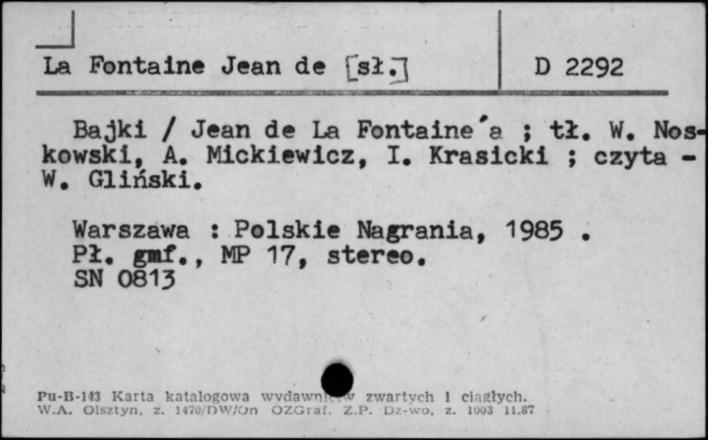 La Fontaine Jean de [sł.] D 2292
Bajki / Jean de La Fontaine´a ; tł. W. Nos-
kowski, A. Mickiewicz, I. Krasicki ; czyta -
W. Gliński.
Warszawa : Polskie Nagrania, 1985 .
Pł. gmf., MP 17, stereo.
SN 0813
Pu-B-143 Karta katalogowa wydawnictw zwartych i ciągłych.
W.A. Olsztyn, z. 1470/DW/On OZGraf. Z.P. Dz-wo, z. 1003 11.87